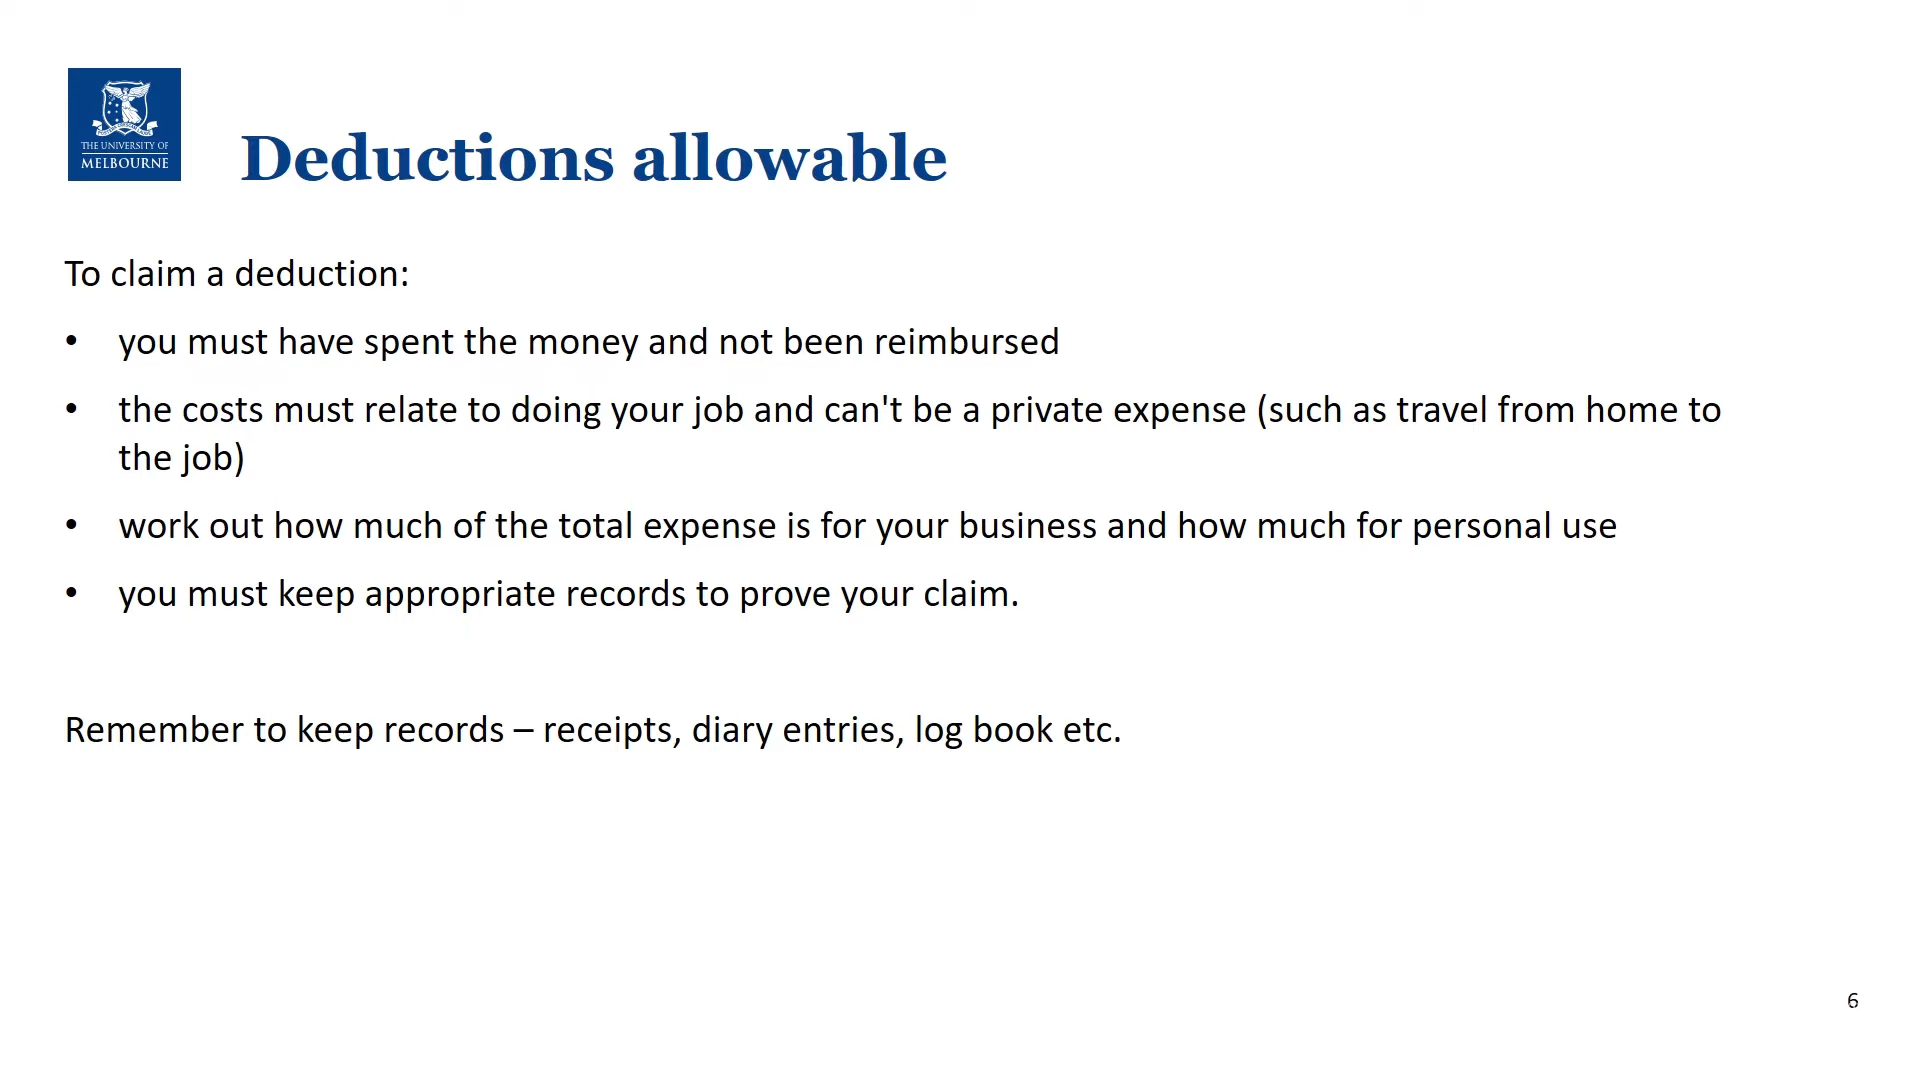 THE UNIVERSITY OF
MELBOURNE
Deductions allowable
To claim a deduction:
• you must have spent the money and not been reimbursed
• the costs must relate to doing your job and can't be a private expense (such as travel from home to
the job)
• work out how much of the total expense is for your business and how much for personal use
• you must keep appropriate records to prove your claim.
Remember to keep records – receipts, diary entries, log book etc.
6